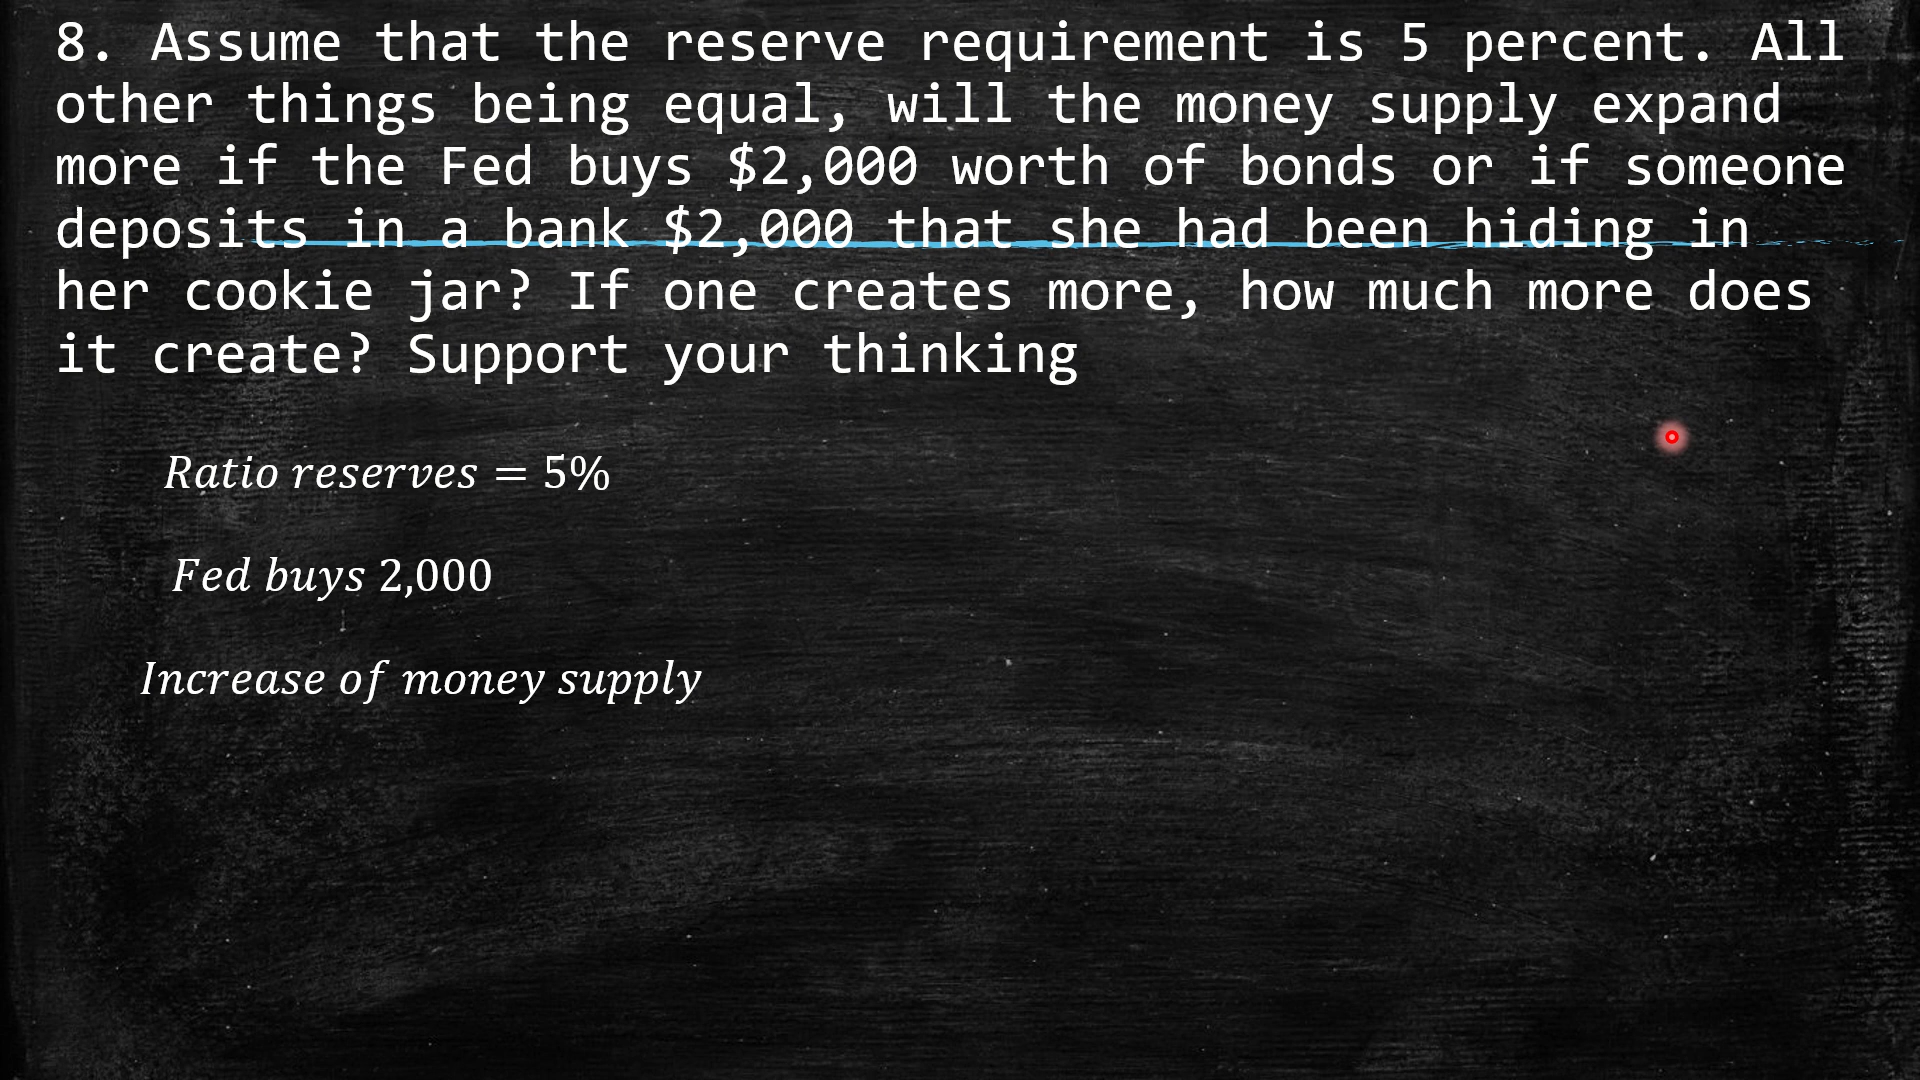 8. Assume that the reserve requirement is 5 percent. All
other things being equal, will the money supply expand
more if the Fed buys $2,000 worth of bonds or if someone
deposits in a bank $2,000 that she had been hiding in
her cookie jar? If one creates more, how much more does
it create? Support your thinking
Ratio reserves = 5%
Fed buys 2,000
Increase of money supply